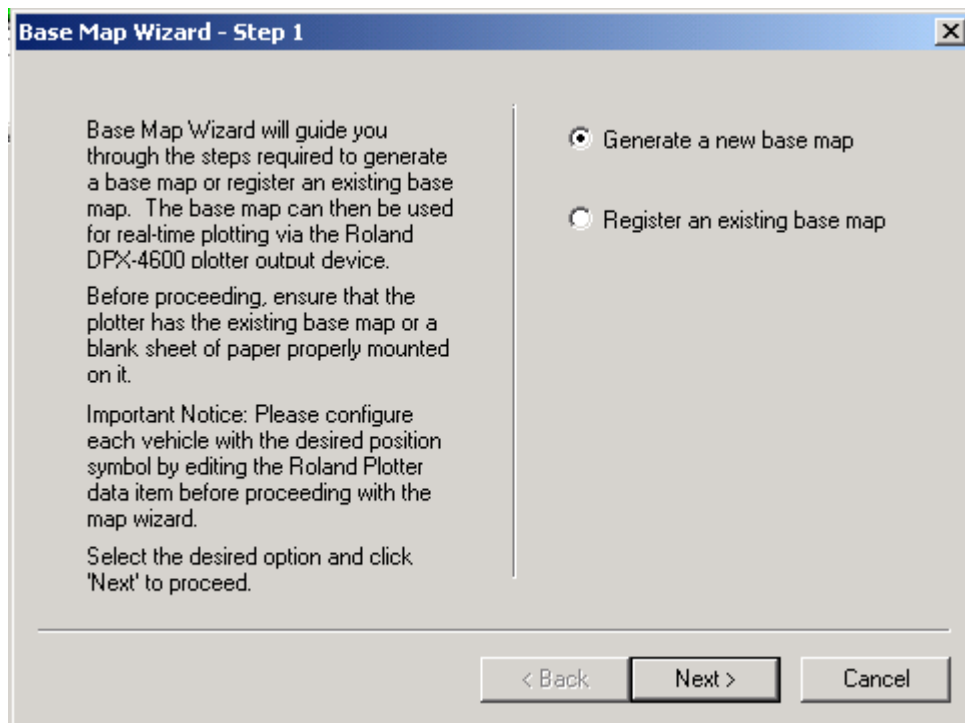 Base Map Wizard - Step 1
Base Map Wizard will guide you
through the steps required to generate
a base map or register an existing base
map.  The base map can then be used
for real-time plotting via the Roland
DPX-4600 plotter output device.
Before proceeding, ensure that the
plotter has the existing base map or a
blank sheet of paper properly mounted
on it.
Important Notice: Please configure
each vehicle with the desired position
symbol by editing the Roland Plotter
data item before proceeding with the
map wizard.
Select the desired option and click
'Next' to proceed.
Generate a new base map
Register an existing base map
< Back
Next >
Cancel